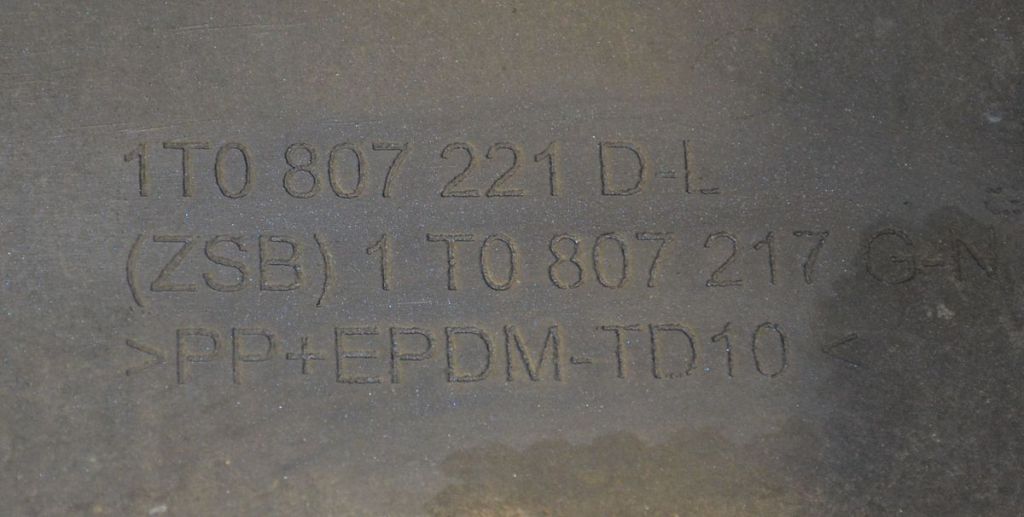 1T0 807 221 D-L
(ZSB) 1 T0 807 217 G-N
>PP+EPDM-TD10 <